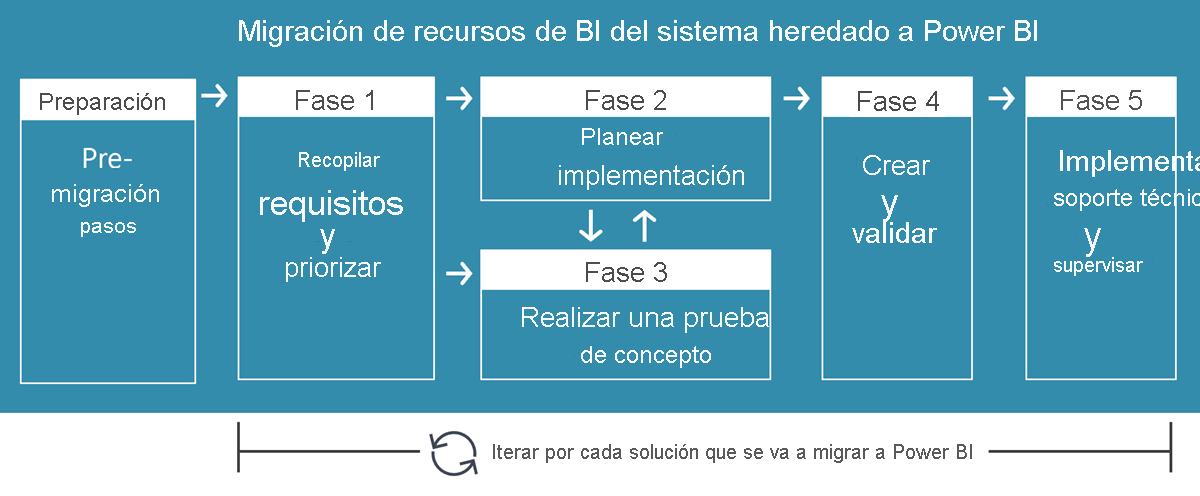 Migración de recursos de BI del sistema heredado a Power BI
Preparación
Pre-
migración
pasos
Fase 1
Recopilar
requisitos
y
priorizar
Fase 2
Planear
implementación
Fase 3
Realizar una prueba
de concepto
Fase 4
Crear
y
validar
Fase 5
Implementa
soporte técnic
y
supervisar
Iterar por cada solución que se va a migrar a Power BI